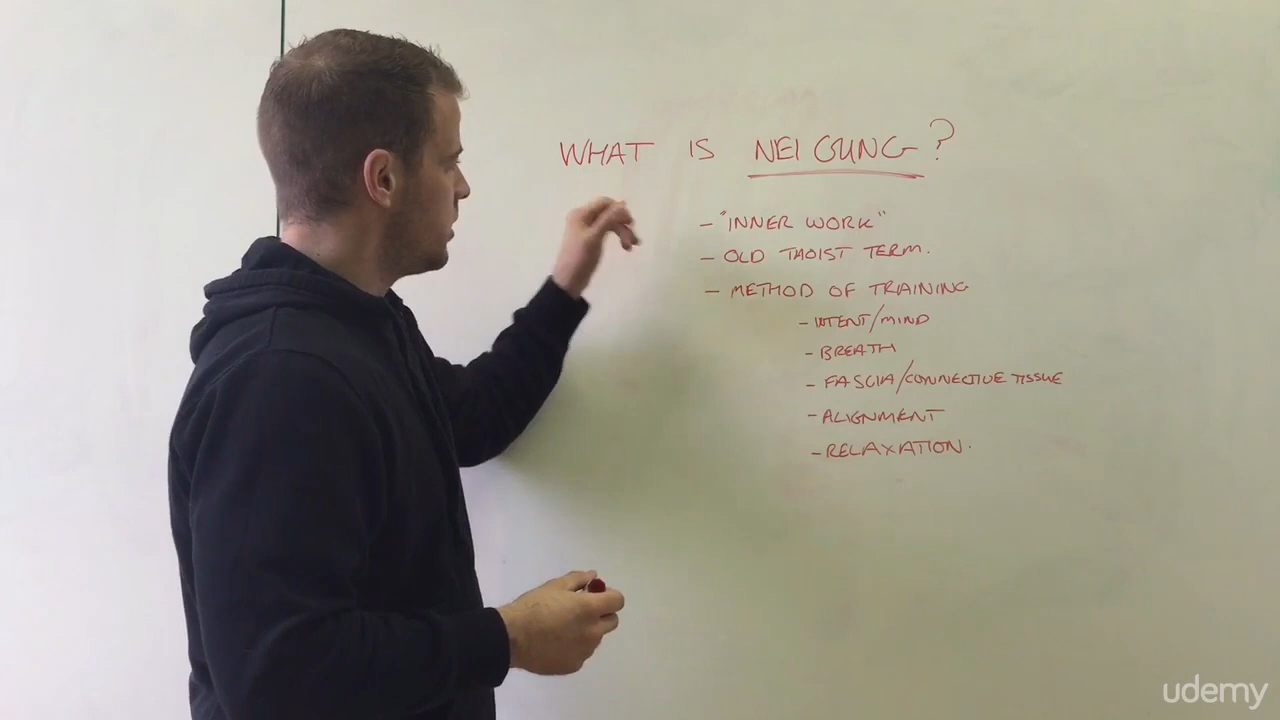 WHAT IS NEI GUNG?
- "INNER WORK"
- OLD TAOIST TERM.
- METHOD OF TRAINING
- INTENT/MIND
- BREATH
- FASCIA/CONNECTIVE TISSUE
- ALIGNMENT
- RELAXATION.
udemy